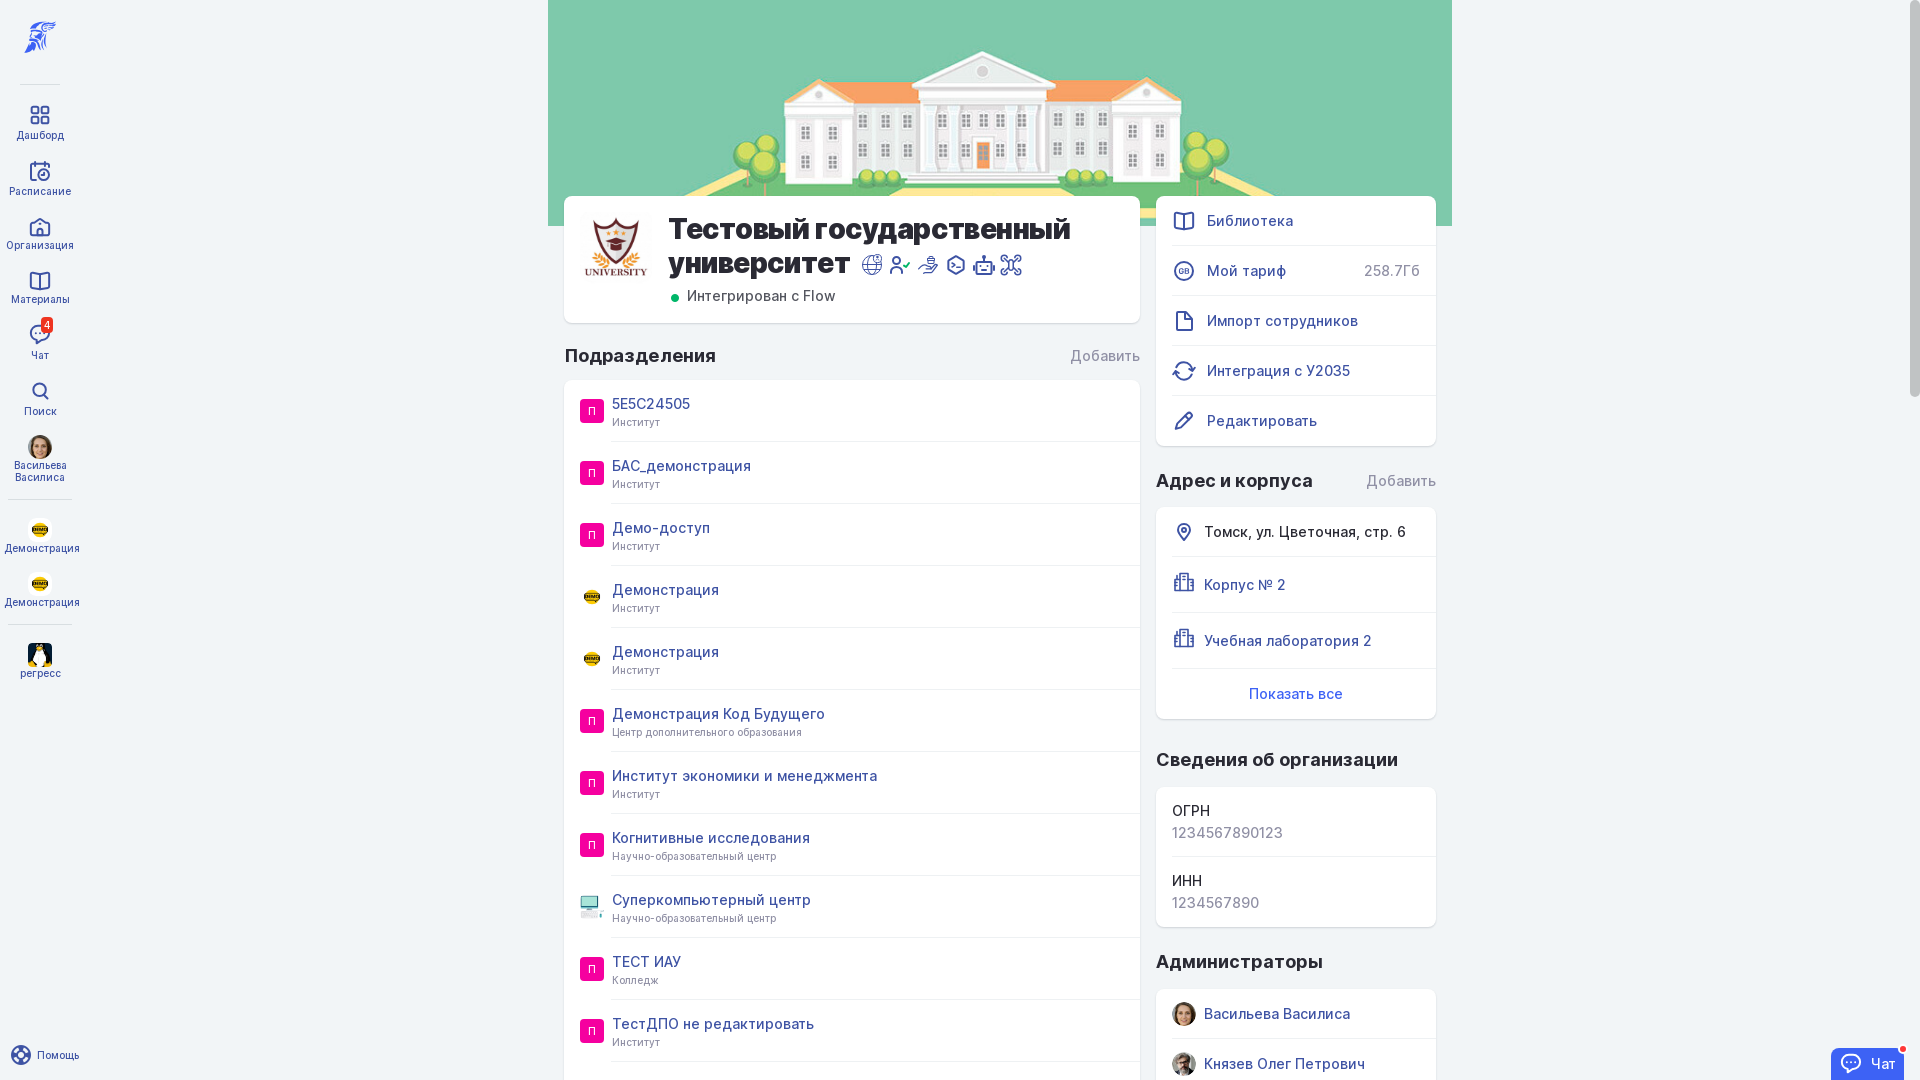 Дашборд
Расписание
Организация
Материалы
4
Чат
Поиск
Васильева
Василиса
DEMO
Демонстрация
DEMO
Демонстрация
регресс
Помощь
UNIVERSITY
Тестовый государственный
университет
Интегрирован с Flow
Подразделения
Добавить
П
5E5C24505
Институт
П
БАС_демонстрация
Институт
П
Демо-доступ
Институт
DEMO
Демонстрация
Институт
DEMO
Демонстрация
Институт
П
Демонстрация Код Будущего
Центр дополнительного образования
П
Институт экономики и менеджмента
Институт
П
Когнитивные исследования
Научно-образовательный центр
Суперкомпьютерный центр
Научно-образовательный центр
П
ТЕСТ ИАУ
Колледж
П
ТестДПО не редактировать
Институт
Библиотека
GB
Мой тариф 258.7Гб
Импорт сотрудников
Интеграция с У2035
Редактировать
Адрес и корпуса
Добавить
Томск, ул. Цветочная, стр. 6
Корпус № 2
Учебная лаборатория 2
Показать все
Сведения об организации
ОГРН
1234567890123
ИНН
1234567890
Администраторы
Васильева Василиса
Князев Олег Петрович
Чат